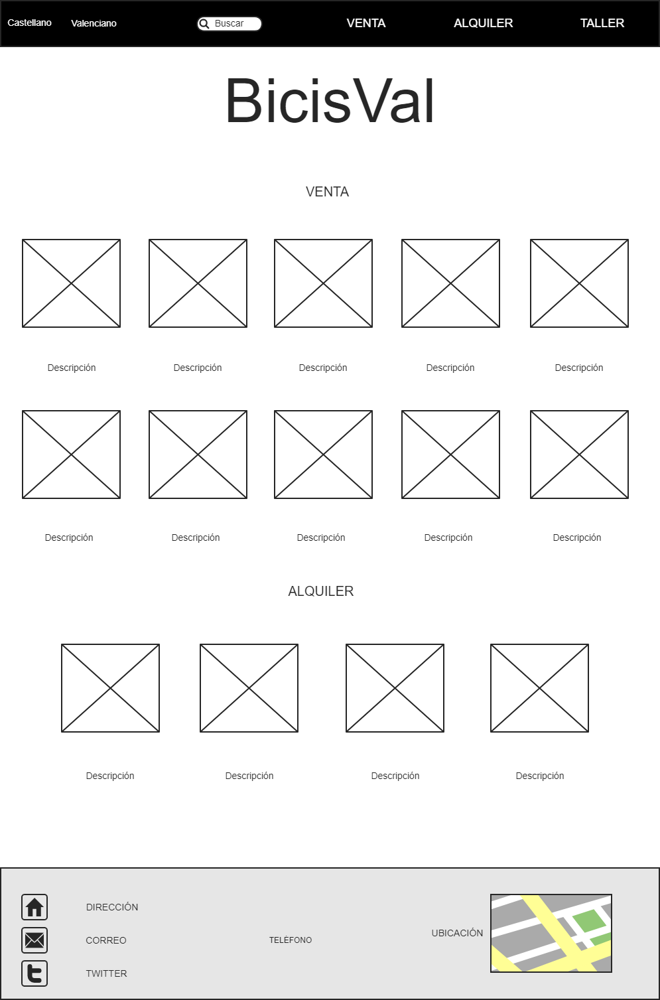 Castellano Valenciano Buscar VENTA ALQUILER TALLER
BicisVal
VENTA
Descripción Descripción Descripción Descripción Descripción
Descripción Descripción Descripción Descripción Descripción
ALQUILER
Descripción Descripción Descripción Descripción
DIRECCIÓN
CORREO TELÉFONO UBICACIÓN
TWITTER